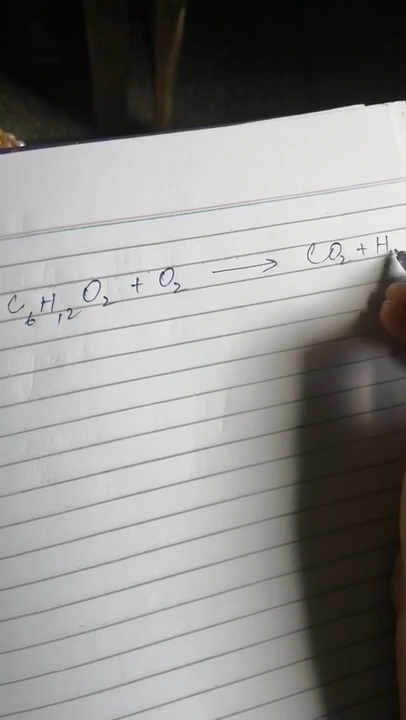 C₆H₁₂O₂ + O₂ ⟶ CO₂ + H